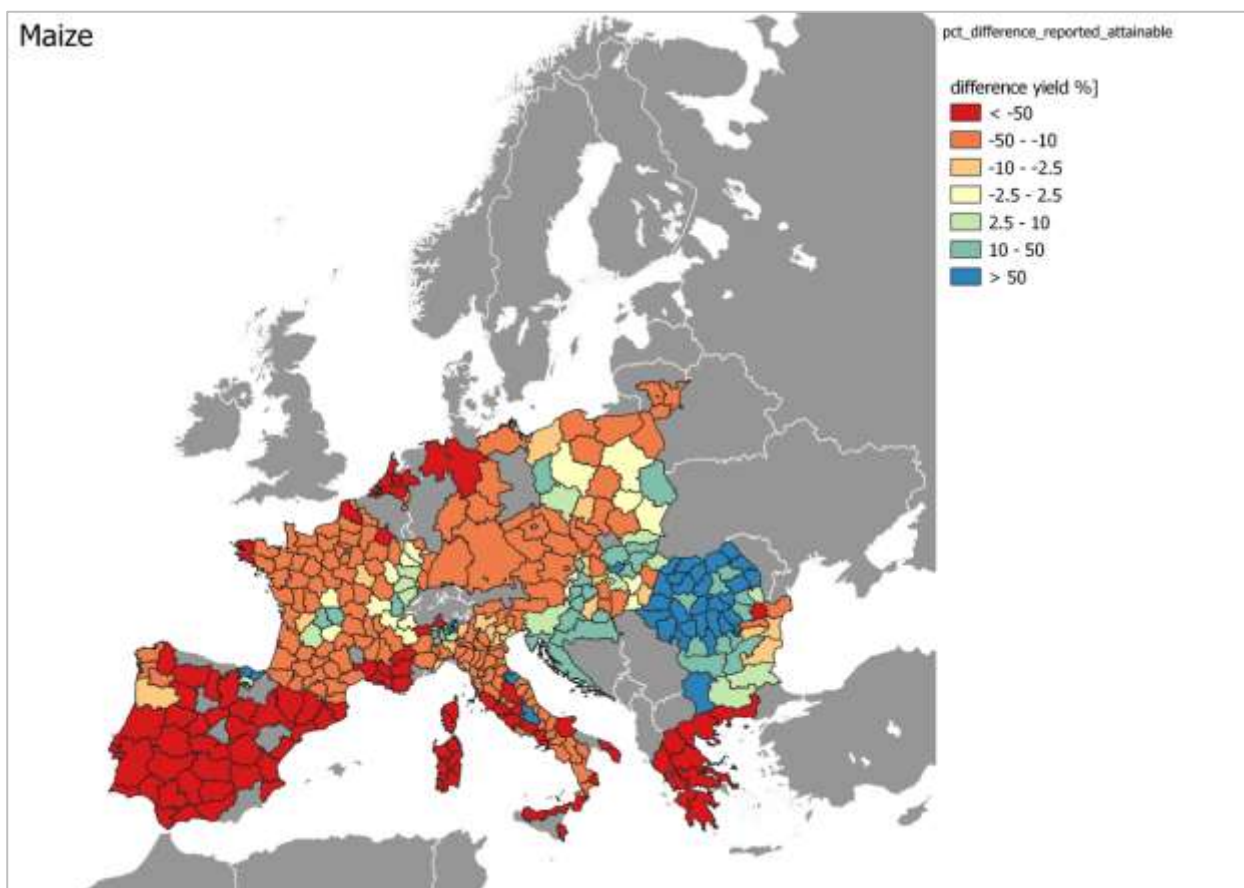 Maize
pct_difference_reported_attainable
difference yield %]
< -50
-50 - -10
-10 - -2.5
-2.5 - 2.5
2.5 - 10
10 - 50
> 50